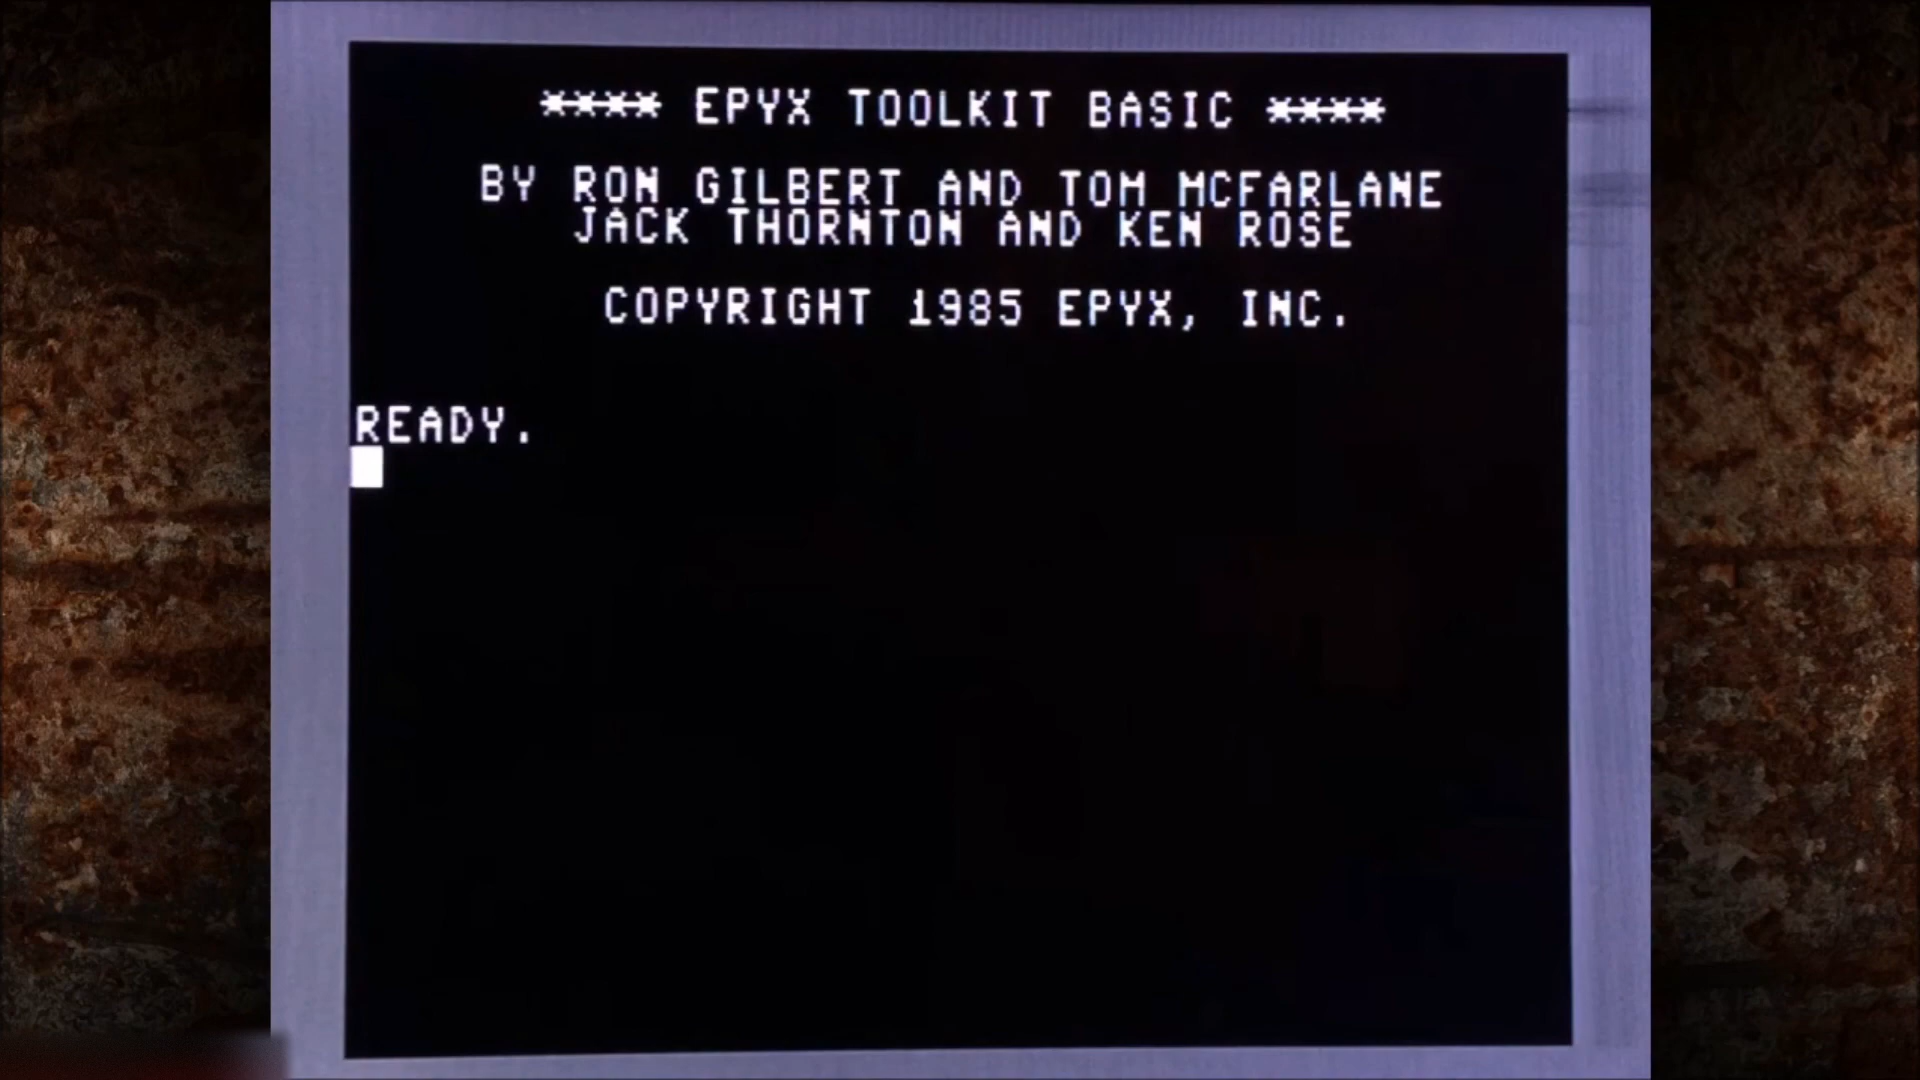 **** EPYX TOOLKIT BASIC ****
BY RON GILBERT AND TOM MCFARLANE
JACK THORNTON AND KEN ROSE
COPYRIGHT 1985 EPYX, INC.
READY.